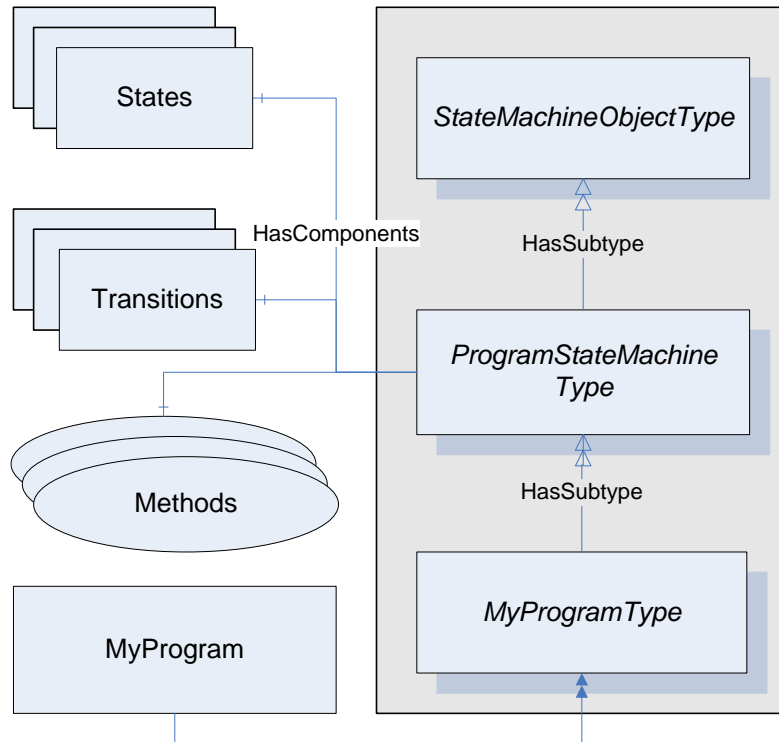 States
StateMachineObjectType
HasComponents
HasSubtype
Transitions
ProgramStateMachine
Type
HasSubtype
Methods
MyProgramType
MyProgram